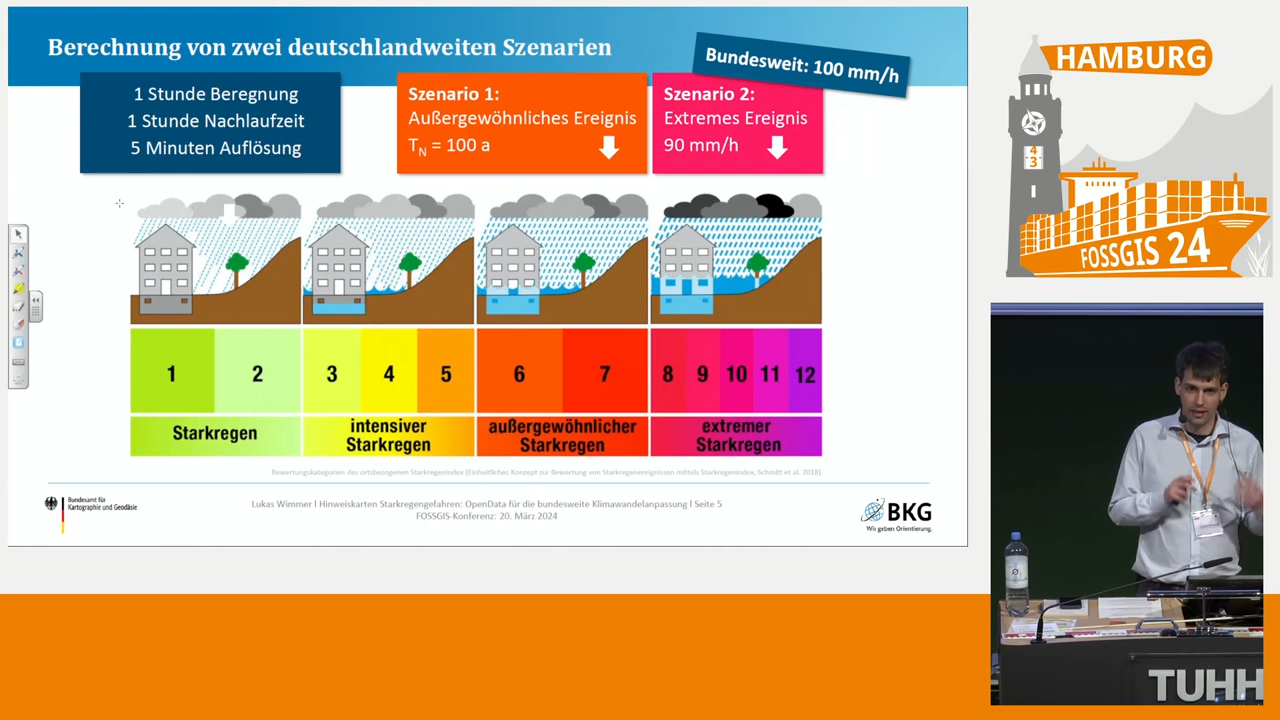 Berechnung von zwei deutschlandweiten Szenarien
Bundesweit: 100 mm/h
1 Stunde Beregnung
1 Stunde Nachlaufzeit
5 Minuten Auflösung
Szenario 1:
Außergewöhnliches Ereignis
TN = 100 a
Szenario 2:
Extremes Ereignis
90 mm/h
1 2 3 4 5 6 7 8 9 10 11 12
Starkregen
intensiver
Starkregen
außergewöhnlicher
Starkregen
extremer
Starkregen
Bewertungskategorien des ortsbezogenen Starkregenindex (Einheitliches Konzept zur Bewertung von Starkregenereignissen mittels Starkregenindex, Schmitt et al. 2018)
Bundesamt für
Kartographie und Geodäsie
Lukas Wimmer I Hinweiskarten Starkregengefahren: OpenData für die bundesweite Klimawandelanpassung I Seite 5
FOSSGIS-Konferenz: 20. März 2024
BKG
Wir geben Orientierung.
HAMBURG
4
3
FOSSGIS 24
TUHH